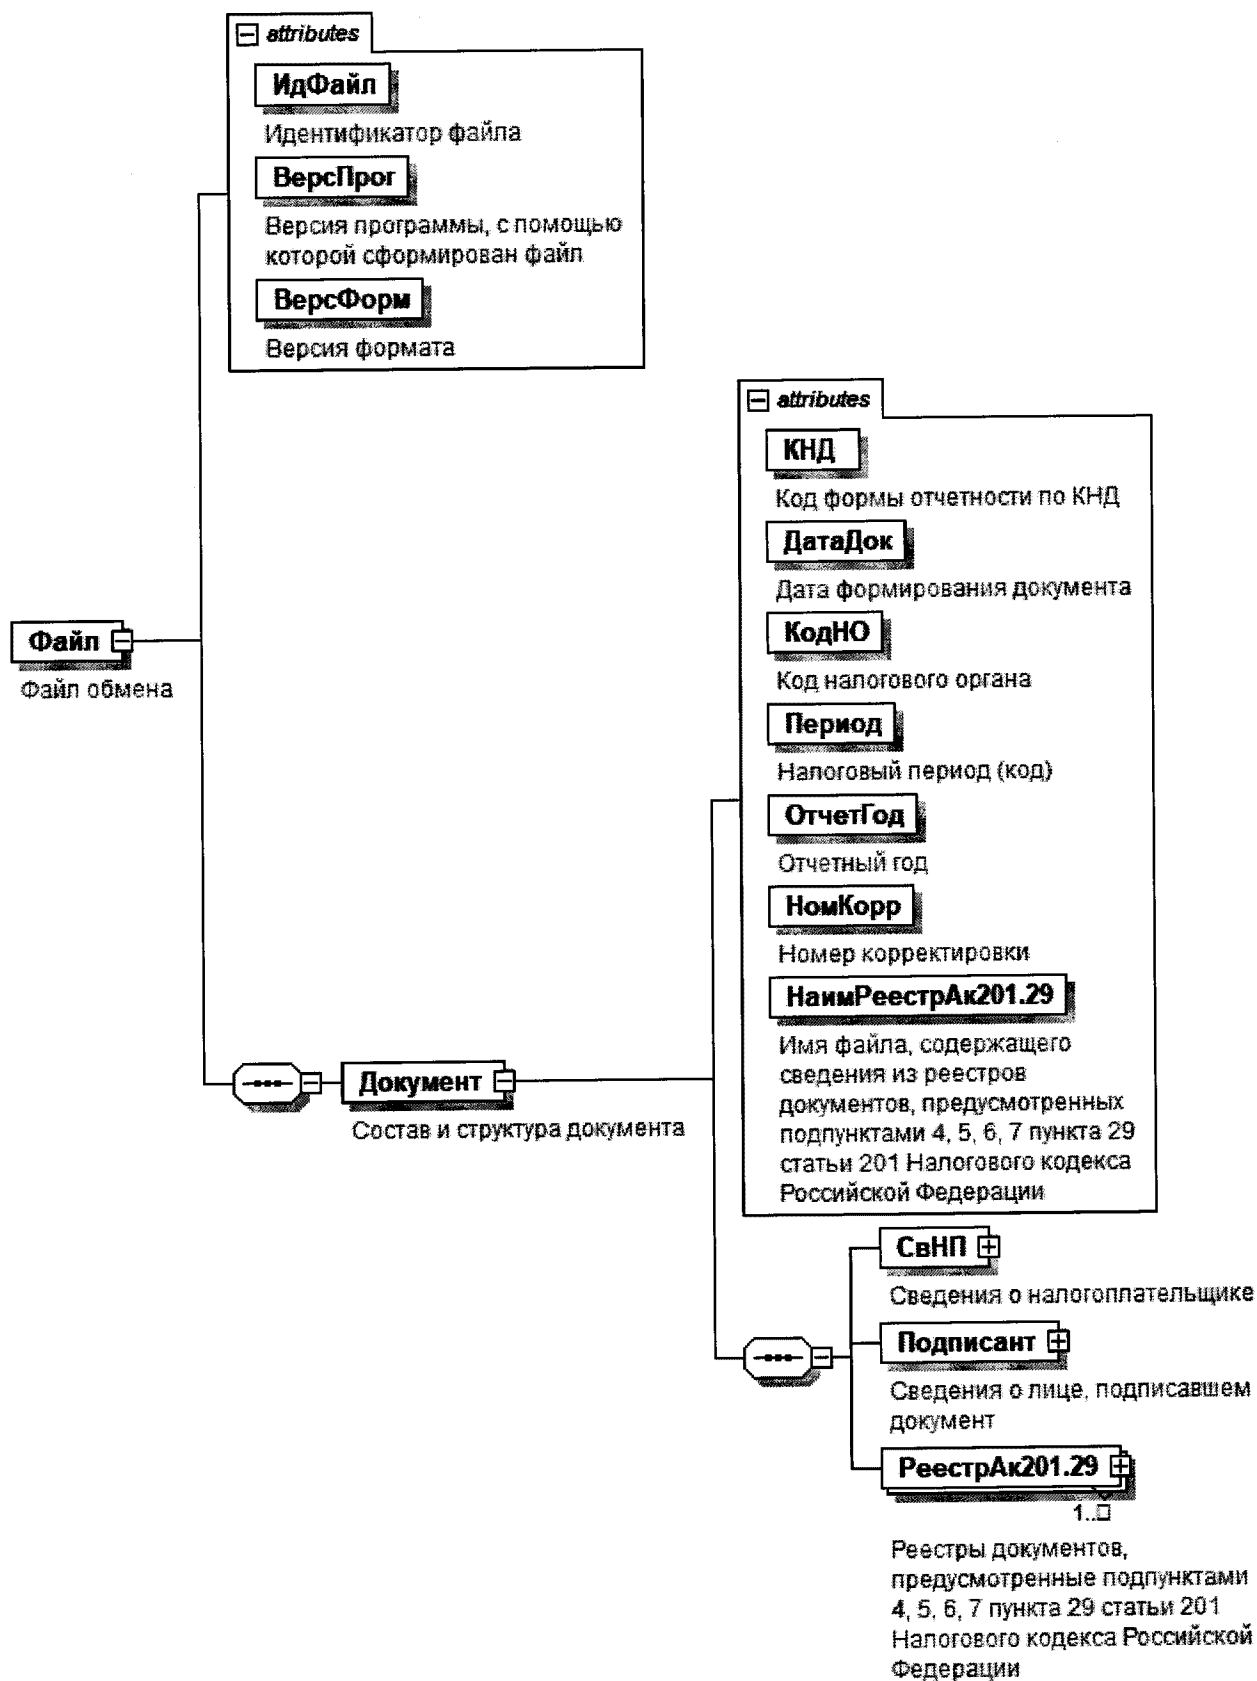 attributes
ИдФайл
Идентификатор файла
ВерсПрог
Версия программы, с помощью
которой сформирован файл
ВерсФорм
Версия формата
attributes
КНД
Код формы отчетности по КНД
ДатаДок
Дата формирования документа
КодНО
Код налогового органа
Период
Налоговый период (код)
ОтчетГод
Отчетный год
НомКорр
Номер корректировки
НаимРеестрАк201.29
Имя файла, содержащего
сведения из реестров
документов, предусмотренных
подпунктами 4, 5, 6, 7 пункта 29
статьи 201 Налогового кодекса
Российской Федерации
Файл
Файл обмена
Документ
Состав и структура документа
СвНП
Сведения о налогоплательщике
Подписант
Сведения о лице, подписавшем
документ
РеестрАк201.29
1..□
Реестры документов,
предусмотренные подпунктами
4, 5, 6, 7 пункта 29 статьи 201
Налогового кодекса Российской
Федерации